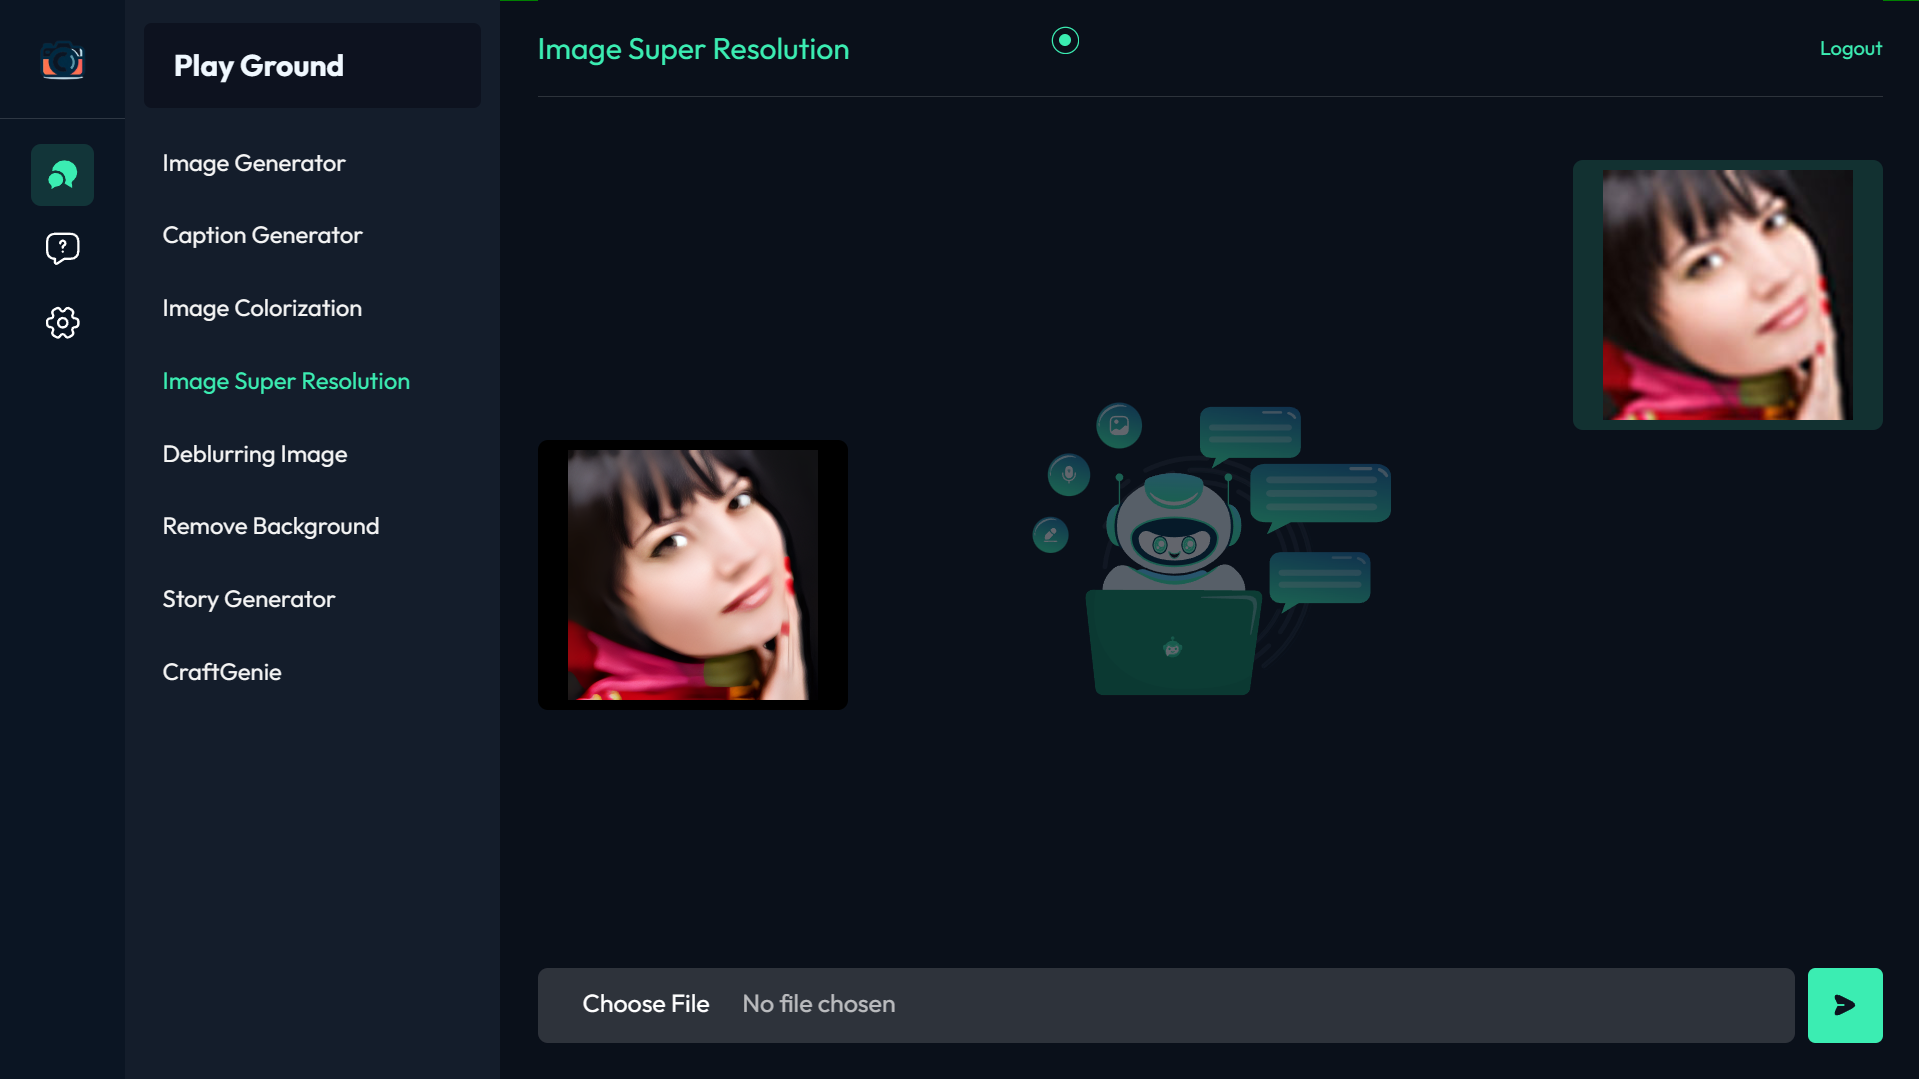 Play Ground
Image Generator
Caption Generator
Image Colorization
Image Super Resolution
Deblurring Image
Remove Background
Story Generator
CraftGenie
Image Super Resolution
Logout
?
Choose File No file chosen